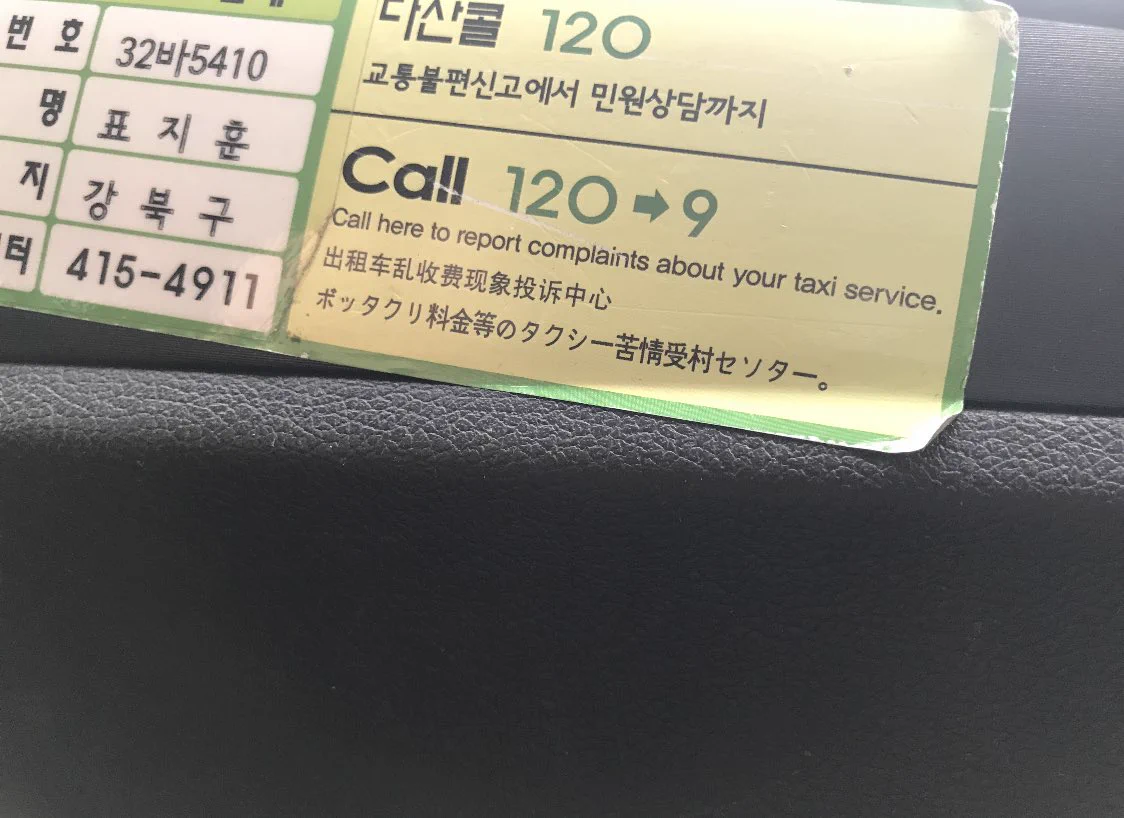 번 호 32바5410
명 표 지 훈
지 강 북 구
터 415-4911
다산콜 120
교통불편신고에서 민원상담까지
Call 120➡9
Call here to report complaints about your taxi service.
出租车乱收费现象投诉中心
ボッタクリ料金等のタクシー苦情受村セソター。